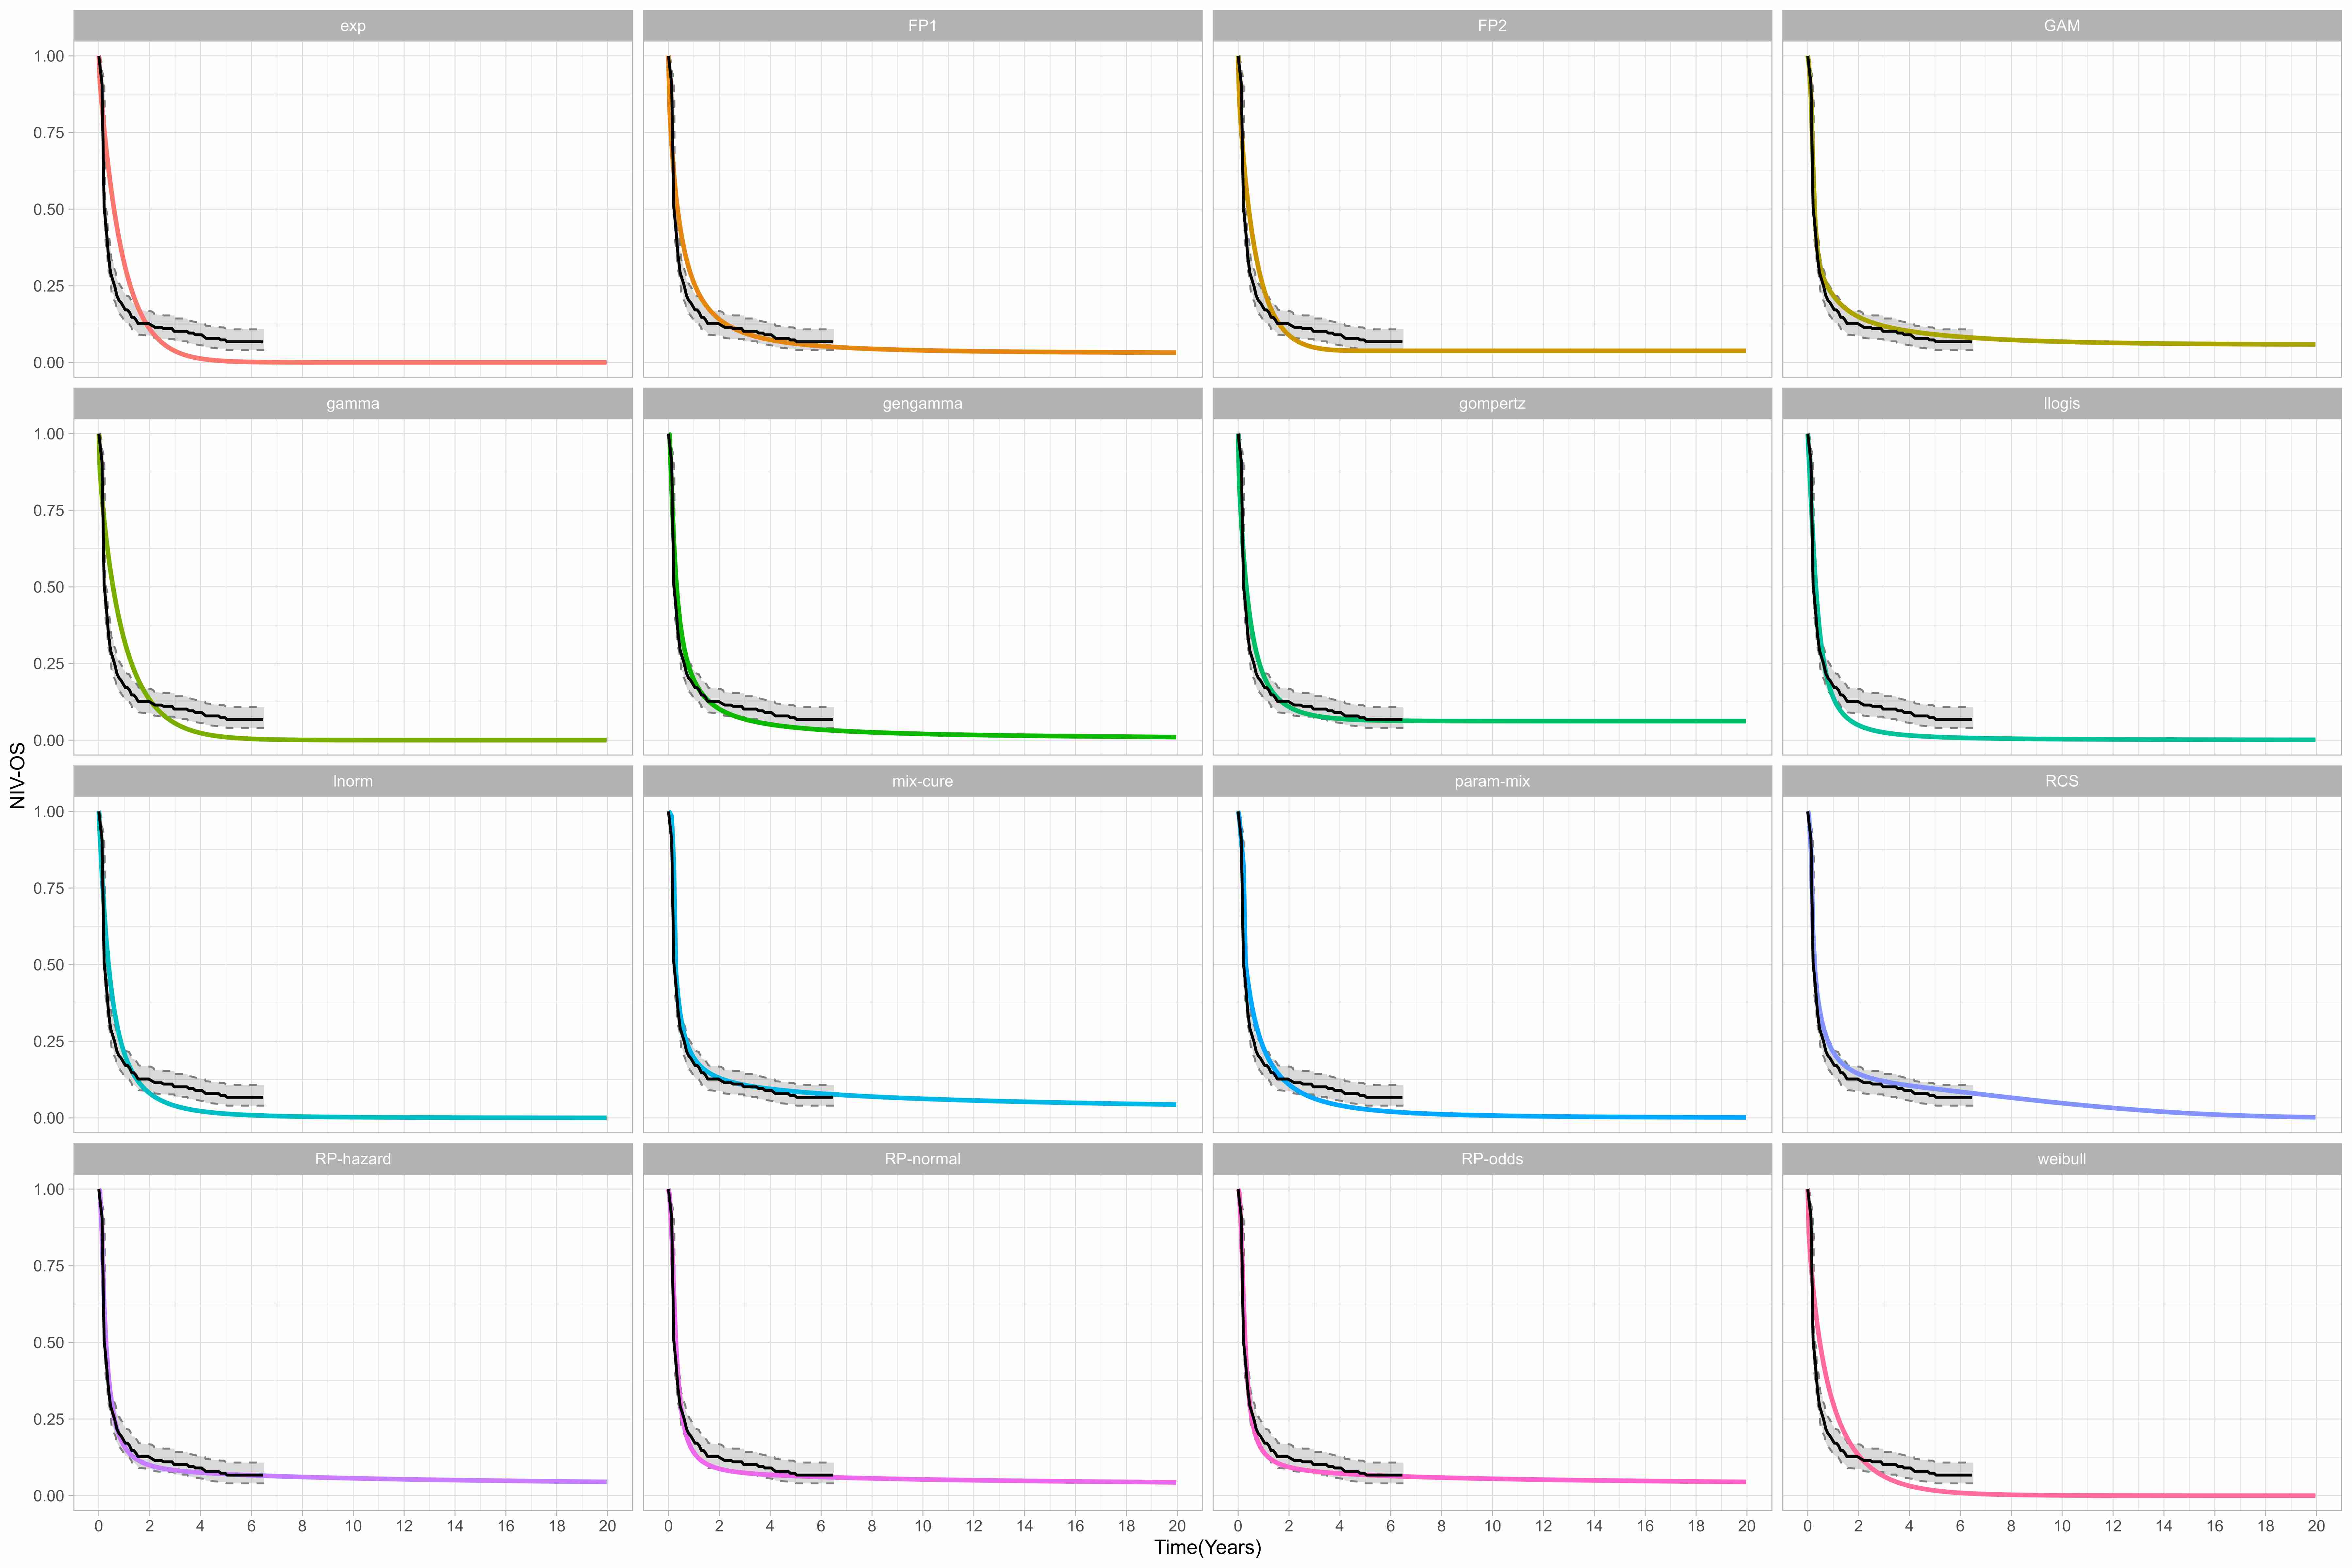 exp FP1 FP2 GAM
1.00 0.75 0.50 0.25 0.00
gamma gengamma gompertz llogis
1.00 0.75 0.50 0.25 0.00
NIV-OS
lnorm mix-cure param-mix RCS
1.00 0.75 0.50 0.25 0.00
RP-hazard RP-normal RP-odds weibull
1.00 0.75 0.50 0.25 0.00
0 2 4 6 8 10 12 14 16 18 20 0 2 4 6 8 10 12 14 16 18 20 0 2 4 6 8 10 12 14 16 18 20 0 2 4 6 8 10 12 14 16 18 20
Time(Years)